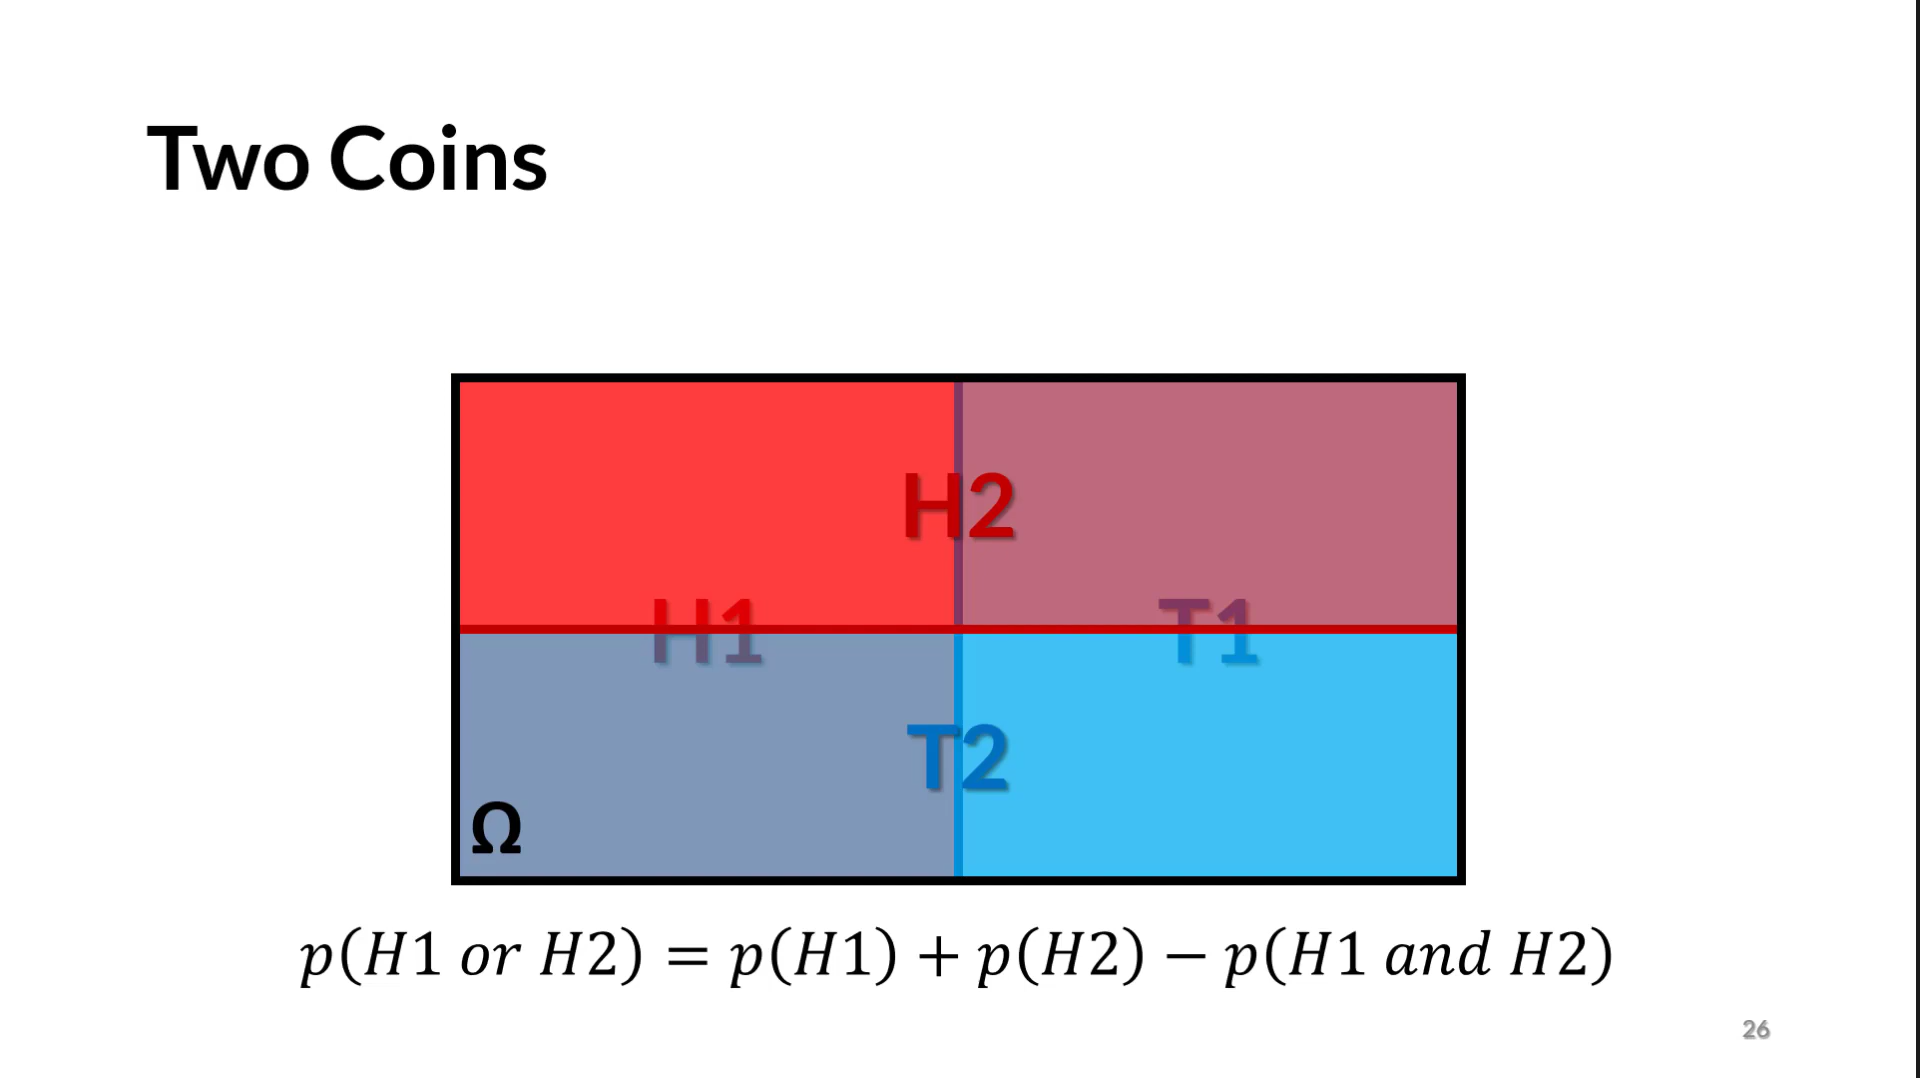 Two Coins
H2
H1 T1
T2
Ω
p(H1 or H2) = p(H1) + p(H2) − p(H1 and H2)
26